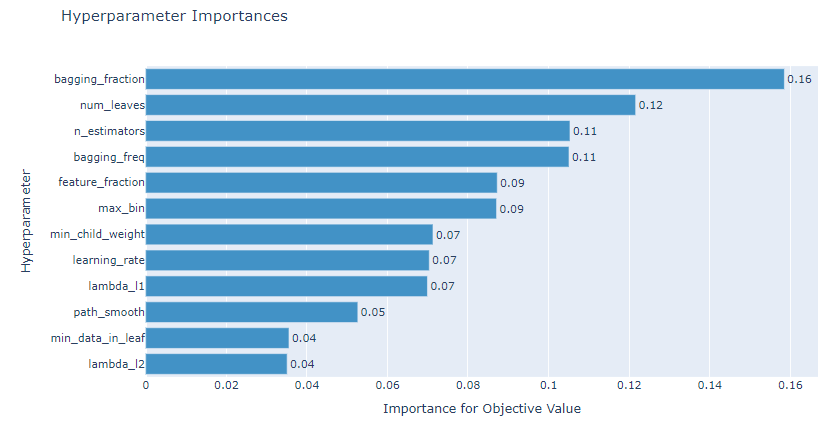 Hyperparameter Importances
Hyperparameter
bagging_fraction 0.16
num_leaves 0.12
n_estimators 0.11
bagging_freq 0.11
feature_fraction 0.09
max_bin 0.09
min_child_weight 0.07
learning_rate 0.07
lambda_l1 0.07
path_smooth 0.05
min_data_in_leaf 0.04
lambda_l2 0.04
0 0.02 0.04 0.06 0.08 0.1 0.12 0.14 0.16
Importance for Objective Value